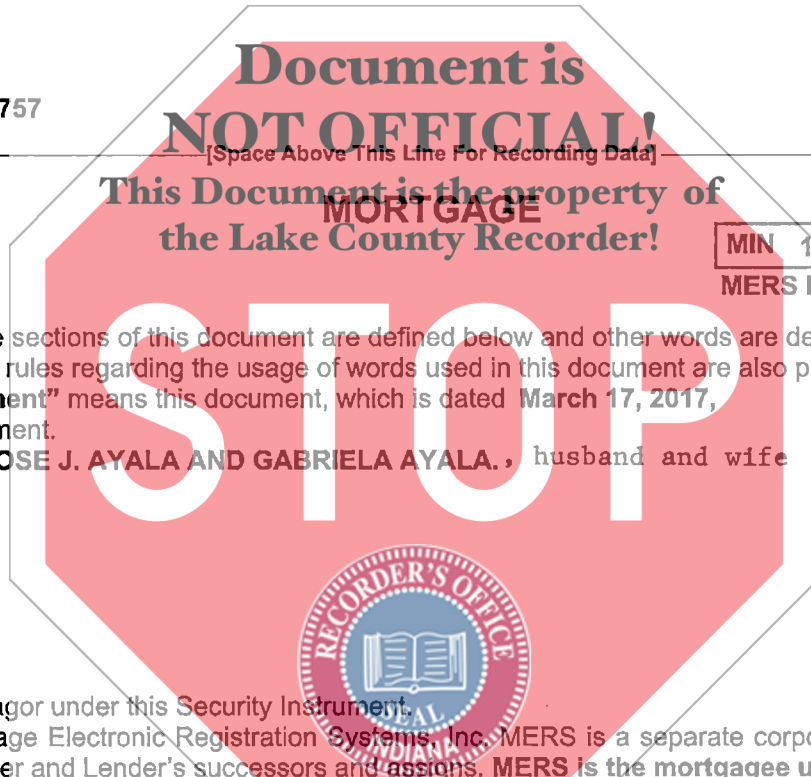 Document is
757
NOT OFFICIAL!
[Space Above This Line For Recording Data]
This Document is the property of
MORTGAGE
the Lake County Recorder!
MIN 1
MERS
sections of this document are defined below and other words are de
rules regarding the usage of words used in this document are also p
ent" means this document, which is dated March 17, 2017,
ment.
OSE J. AYALA AND GABRIELA AYALA., husband and wife
STOP
RECORDER'S OFFICE
SEAL
INDIANA
gor under this Security Instrument.
age Electronic Registration Systems, Inc. MERS is a separate corpo
er and Lender's successors and assigns. MERS is the mortgagee u